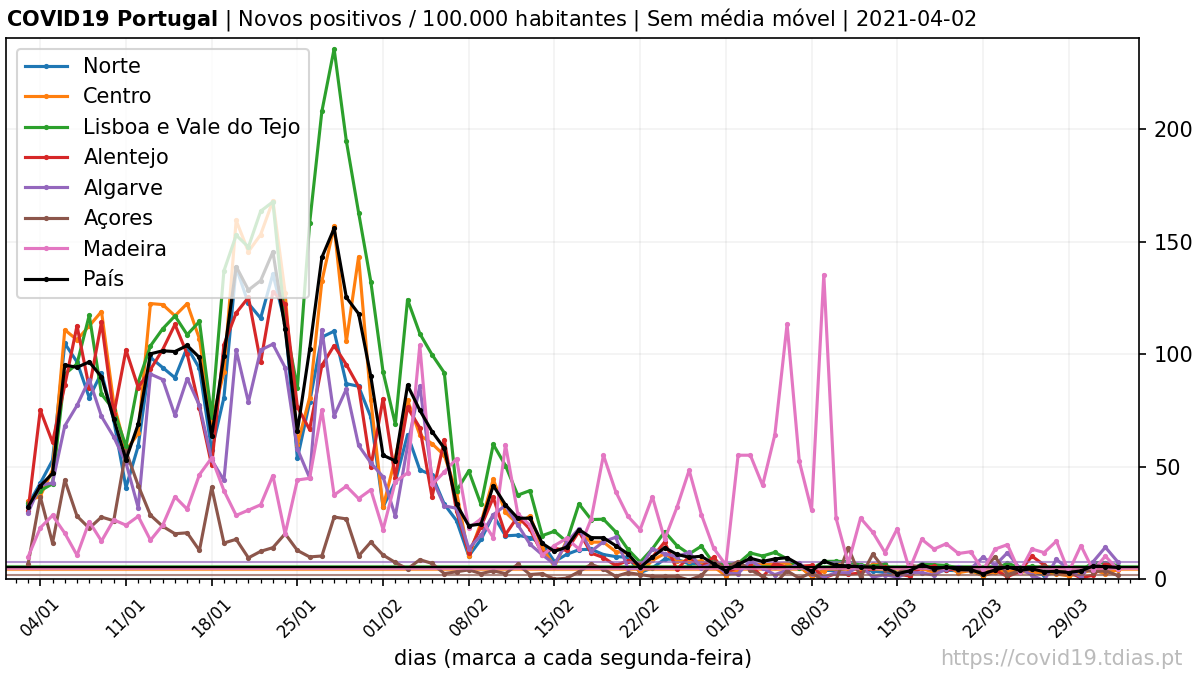 COVID19 Portugal | Novos positivos / 100.000 habitantes | Sem média móvel | 2021-04-02
Norte
Centro
Lisboa e Vale do Tejo
Alentejo
Algarve
Açores
Madeira
País
200
150
100
50
0
04/01
11/01
18/01
25/01
01/02
08/02
15/02
22/02
01/03
08/03
15/03
22/03
29/03
dias (marca a cada segunda-feira)
https://covid19.tdias.pt